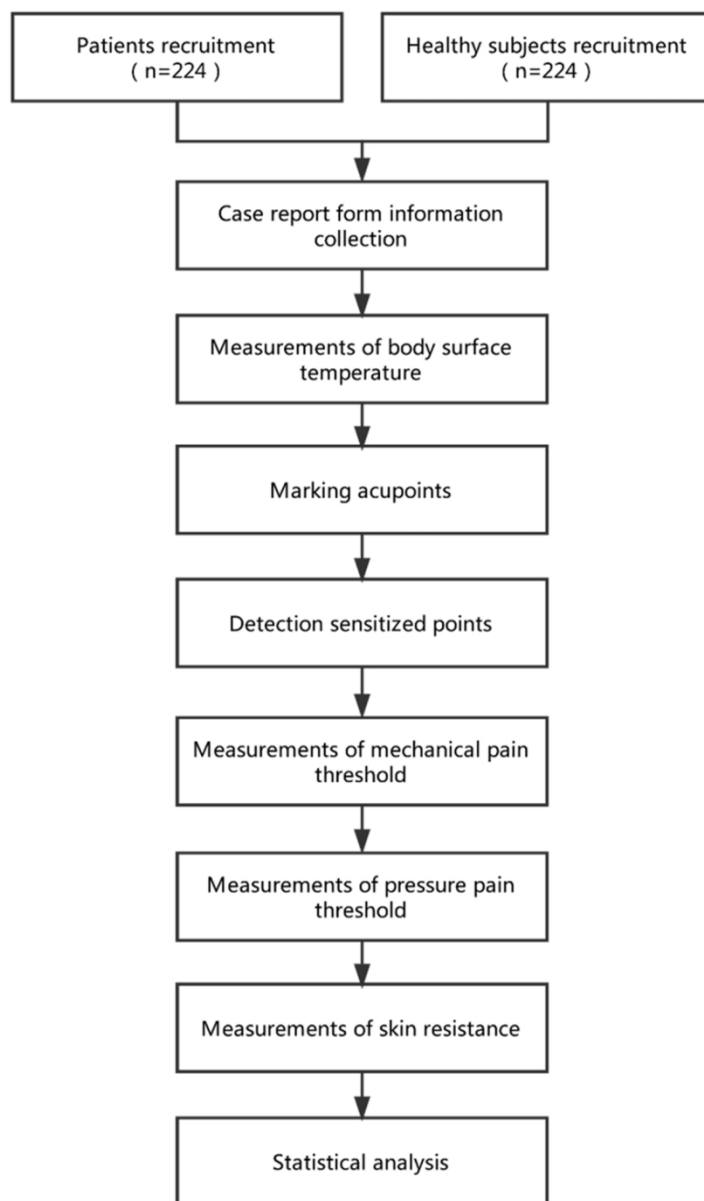 Patients recruitment
( n=224 )
Healthy subjects recruitment
( n=224 )
Case report form information
collection
Measurements of body surface
temperature
Marking acupoints
Detection sensitized points
Measurements of mechanical pain
threshold
Measurements of pressure pain
threshold
Measurements of skin resistance
Statistical analysis